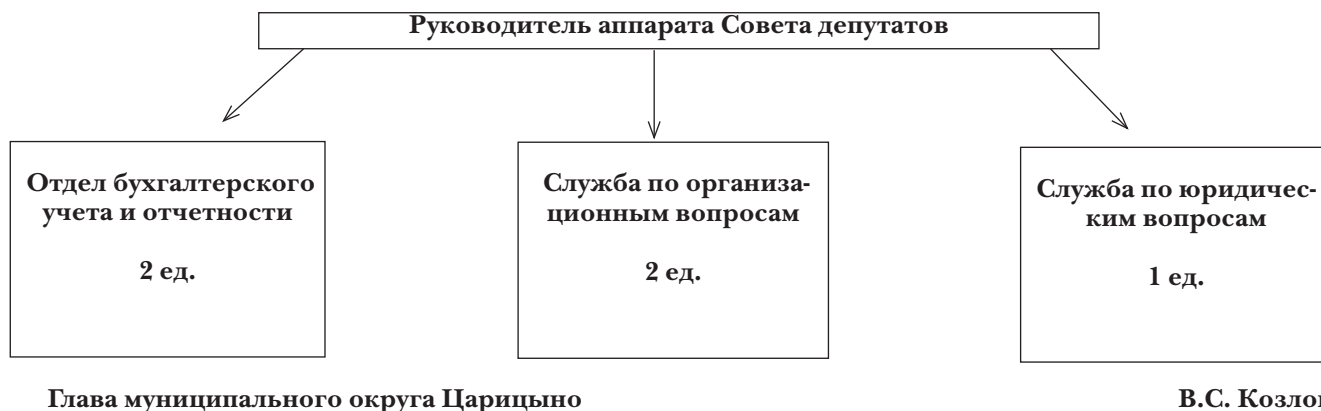 Руководитель аппарата Совета депутатов
Отдел бухгалтерского
учета и отчетности
2 ед.
Служба по организа-
ционным вопросам
2 ед.
Служба по юридичес-
ким вопросам
1 ед.
Глава муниципального округа Царицыно
В.С.